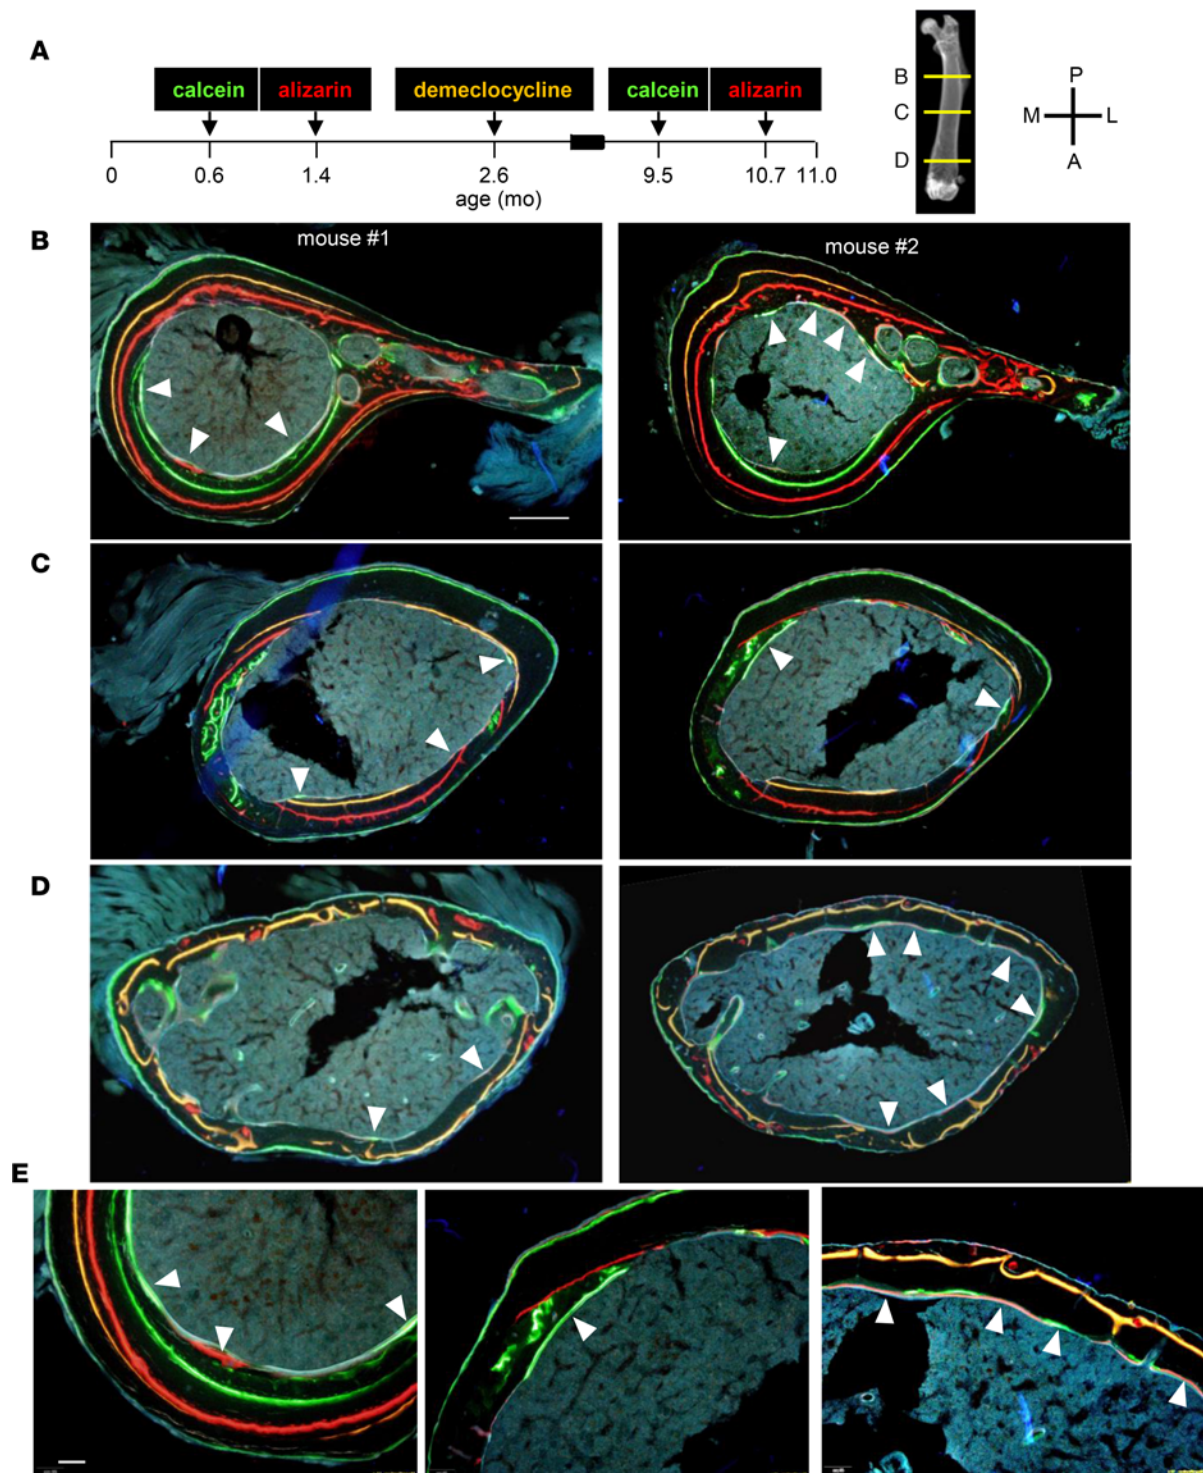 A
calcein alizarin demeclocycline calcein alizarin
0 0.6 1.4 2.6 9.5 10.7 11.0
age (mo)
B
C
D
P
M L
A
B
mouse #1
mouse #2
C
D
E